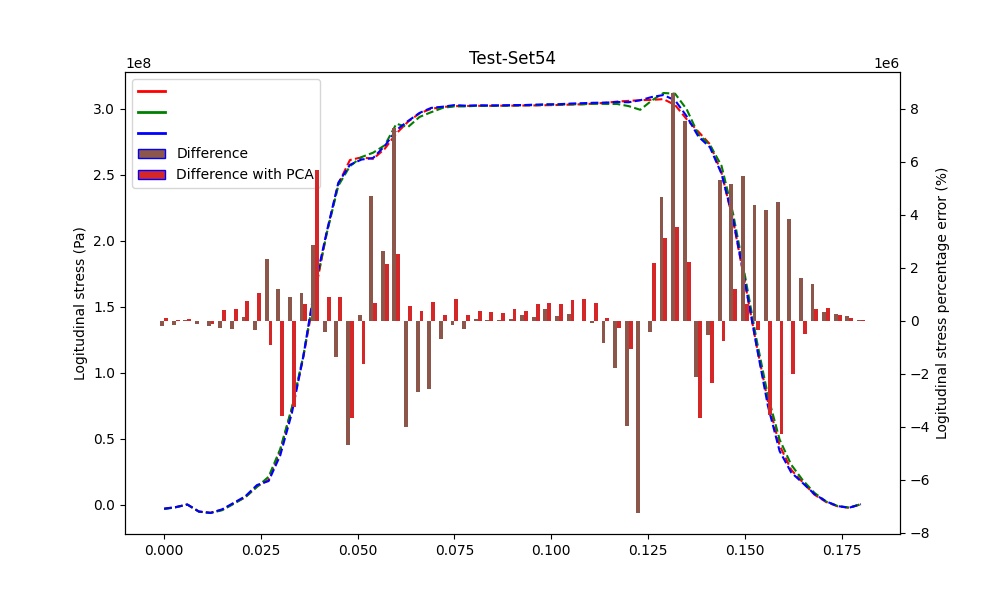 Test-Set54
1e8
1e6
Difference
Difference with PCA
3.0
2.5
2.0
1.5
1.0
0.5
0.0
Logitudinal stress (Pa)
8
6
4
2
0
−2
−4
−6
−8
Logitudinal stress percentage error (%)
0.000 0.025 0.050 0.075 0.100 0.125 0.150 0.175